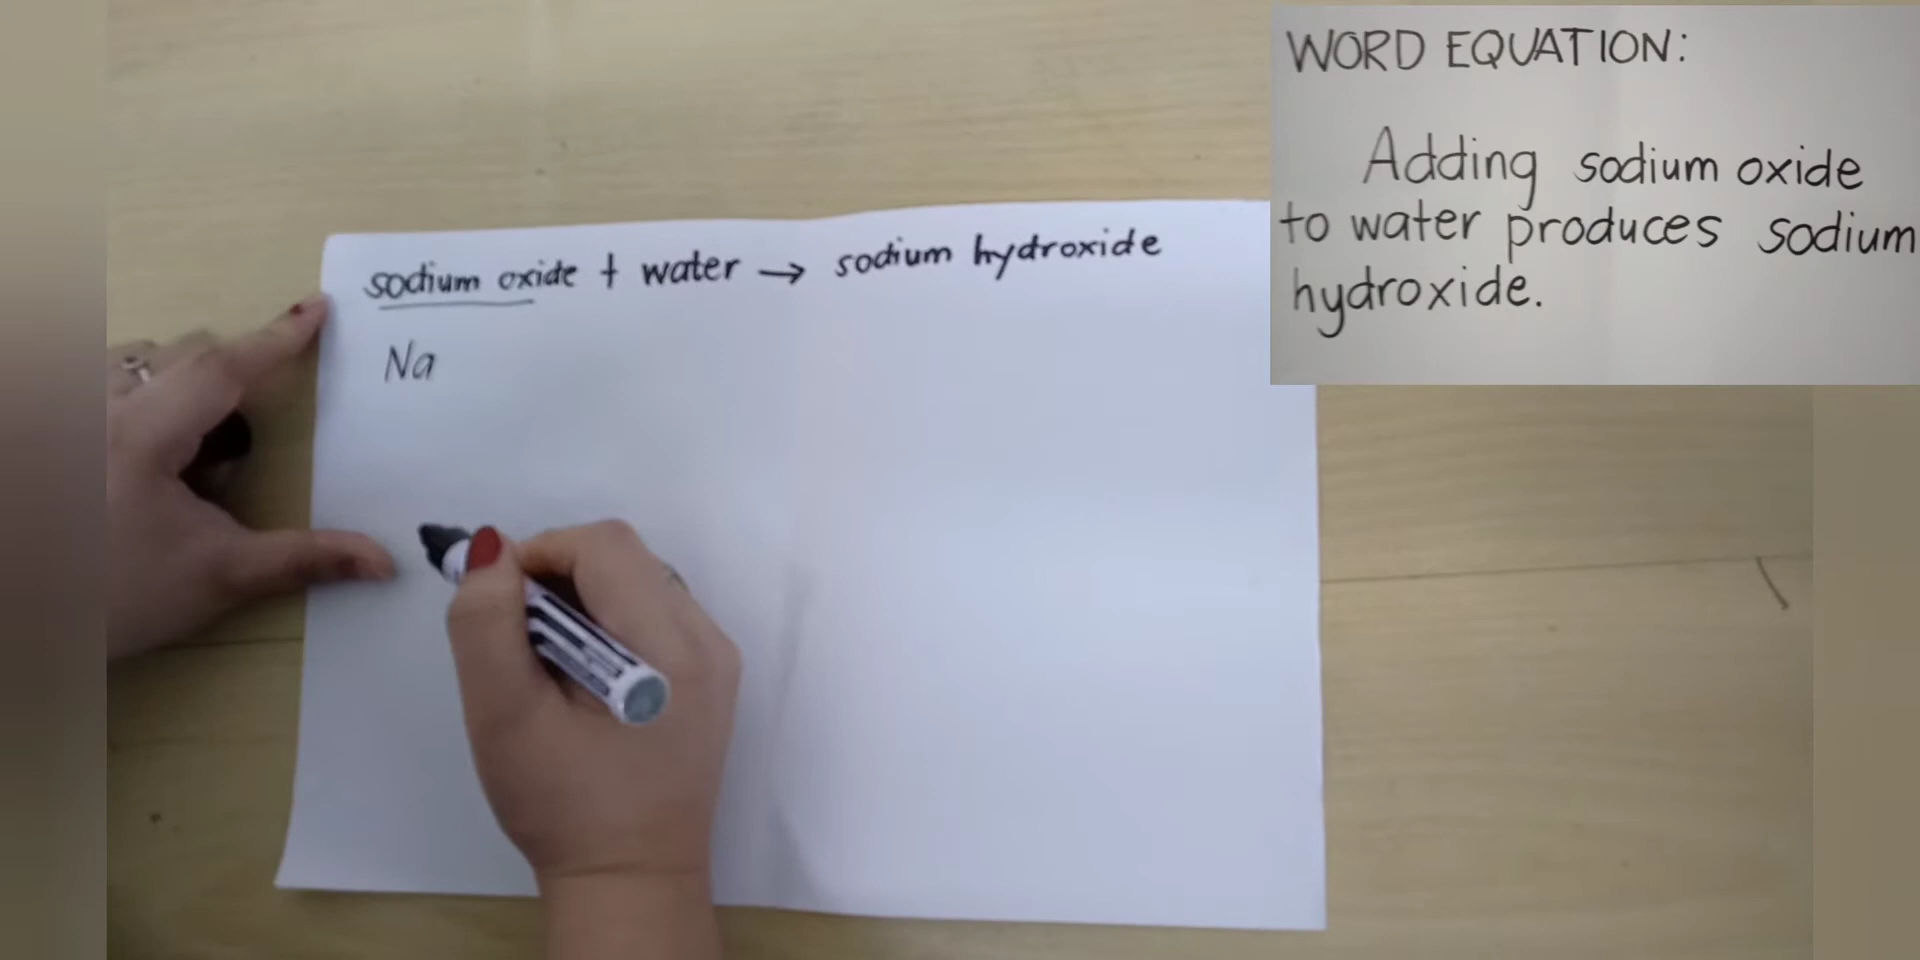 sodium oxide + water → sodium hydroxide
Na
WORD EQUATION:
Adding sodium oxide
to water produces sodium
hydroxide.